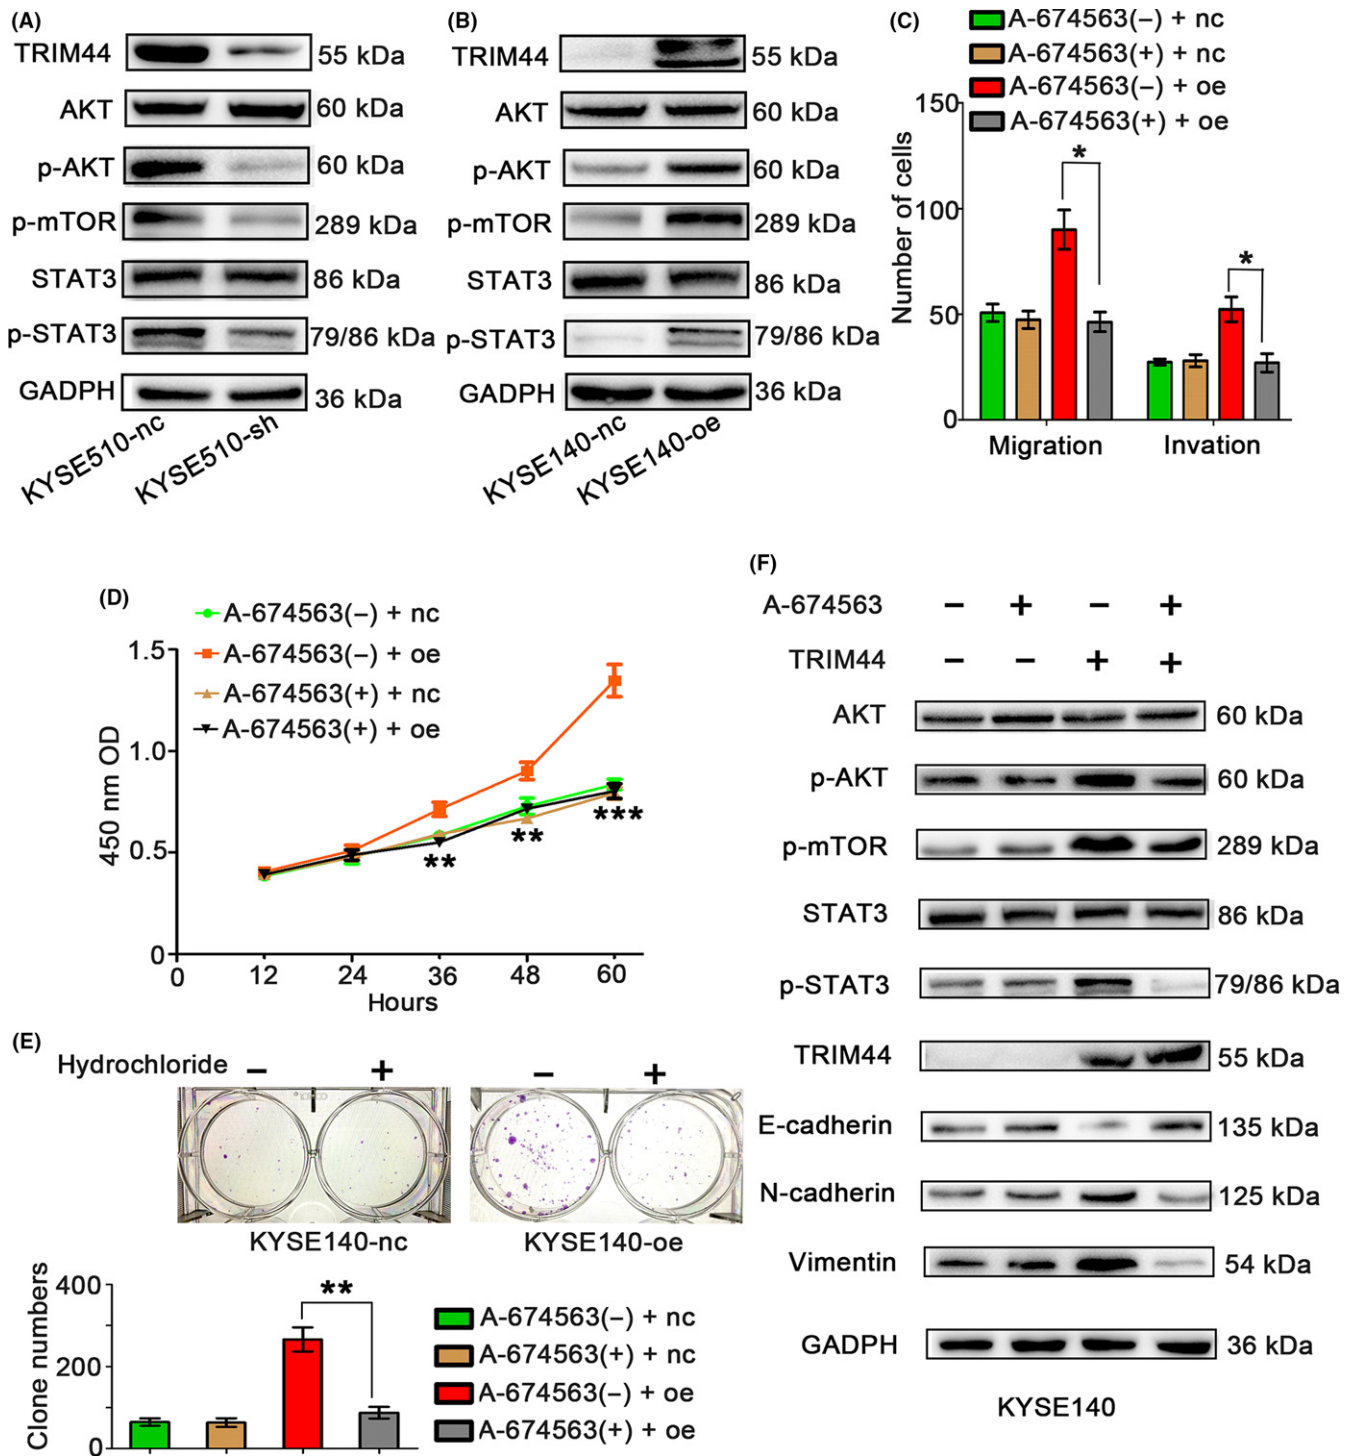 (A)
TRIM44 55 kDa
AKT 60 kDa
p-AKT 60 kDa
p-mTOR 289 kDa
STAT3 86 kDa
p-STAT3 79/86 kDa
GADPH 36 kDa
KYSE510-nc KYSE510-sh
(B)
TRIM44 55 kDa
AKT 60 kDa
p-AKT 60 kDa
p-mTOR 289 kDa
STAT3 86 kDa
p-STAT3 79/86 kDa
GADPH 36 kDa
KYSE140-nc KYSE140-oe
(C)
A-674563(−) + nc
A-674563(+) + nc
A-674563(−) + oe
A-674563(+) + oe
Number of cells
150
100
50
0
* *
Migration Invation
(D)
A-674563(−) + nc
A-674563(−) + oe
A-674563(+) + nc
A-674563(+) + oe
450 nm OD
1.5
1.0
0.5
0
** ** ***
0 12 24 36 48 60
Hours
(E)
Hydrochloride − + − +
KYSE140-nc KYSE140-oe
Clone numbers
400
200
0
**
A-674563(−) + nc
A-674563(+) + nc
A-674563(−) + oe
A-674563(+) + oe
(F)
A-674563 − + − +
TRIM44 − − + +
AKT 60 kDa
p-AKT 60 kDa
p-mTOR 289 kDa
STAT3 86 kDa
p-STAT3 79/86 kDa
TRIM44 55 kDa
E-cadherin 135 kDa
N-cadherin 125 kDa
Vimentin 54 kDa
GADPH 36 kDa
KYSE140